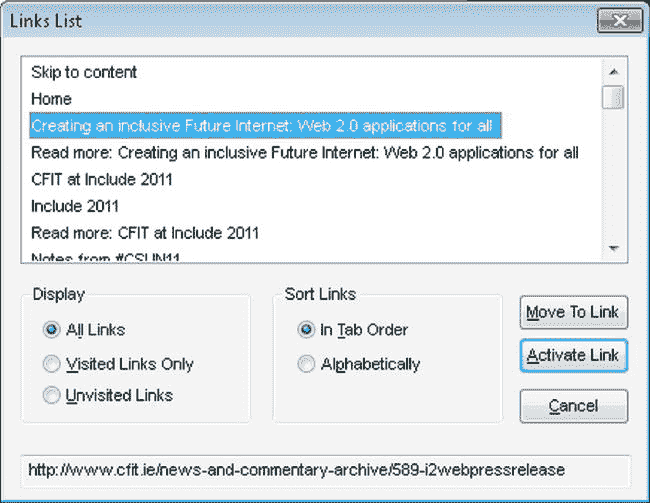 Links List
Skip to content
Home
Creating an inclusive Future Internet: Web 2.0 applications for all
Read more: Creating an inclusive Future Internet: Web 2.0 applications for all
CFIT at Include 2011
Include 2011
Read more: CFIT at Include 2011
Notes from #CSUN11
Display
All Links
Visited Links Only
Unvisited Links
Sort Links
In Tab Order
Alphabetically
Move To Link
Activate Link
Cancel
http://www.cfit.ie/news-and-commentary-archive/589-i2webpressrelease